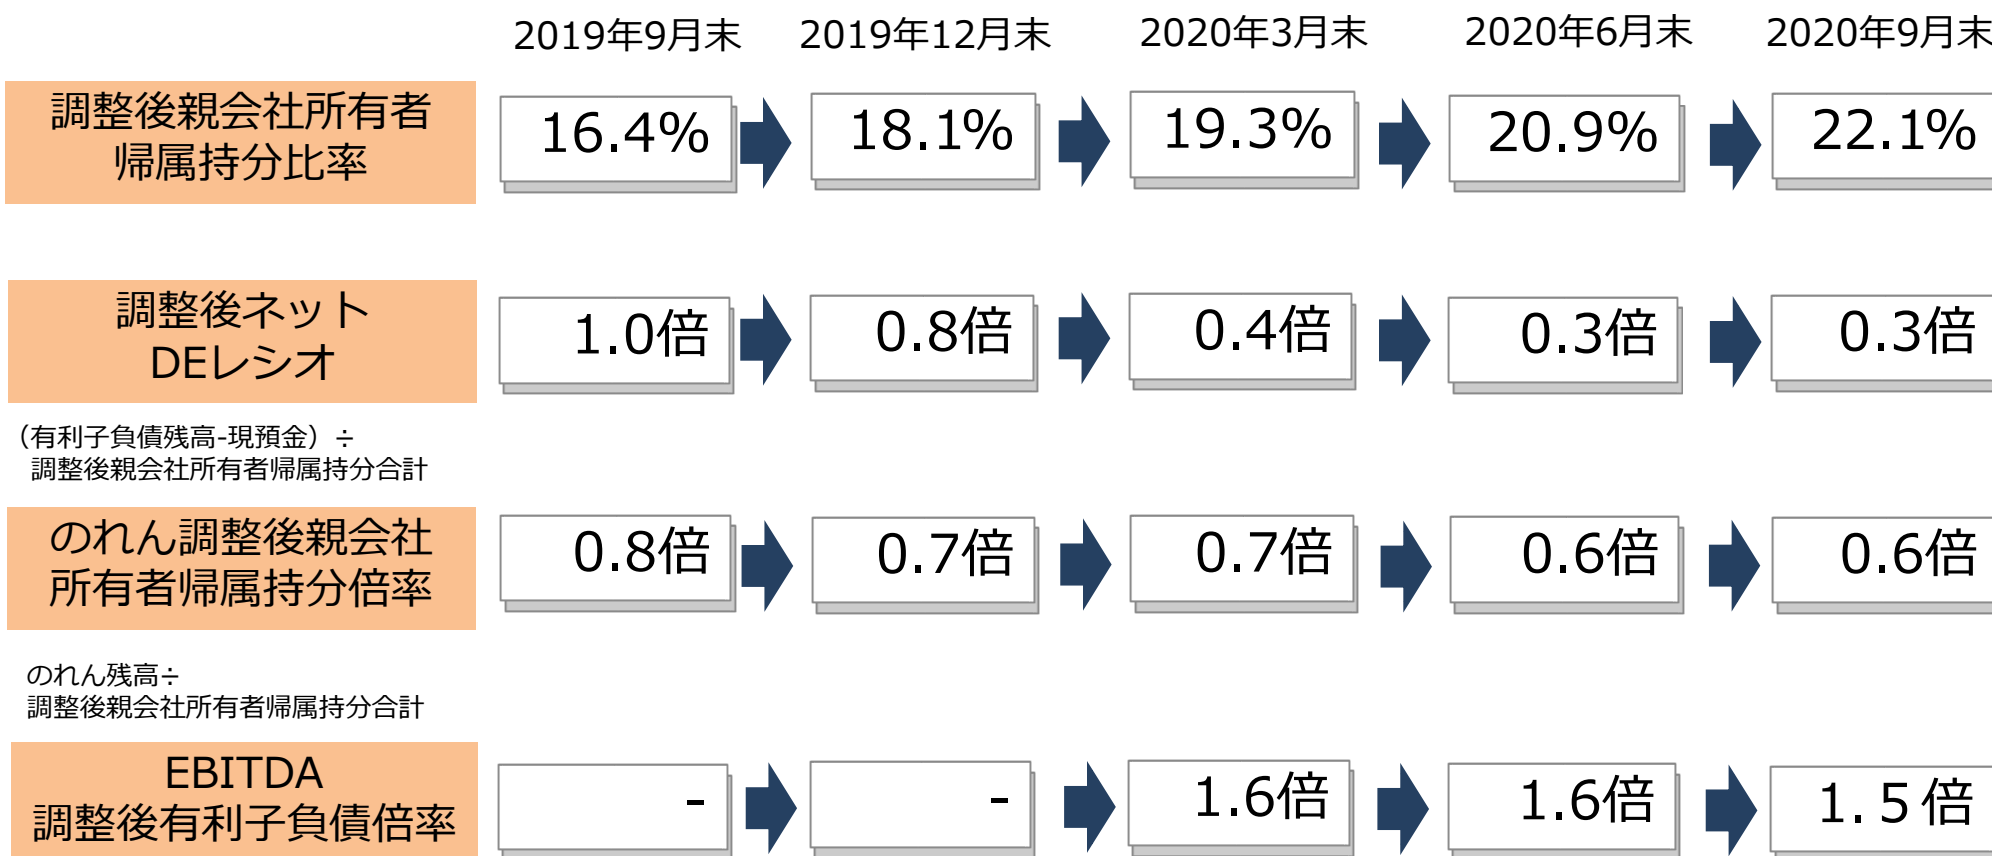 2019年9月末 2019年12月末 2020年3月末 2020年6月末 2020年9月末
調整後親会社所有者
帰属持分比率
16.4% 18.1% 19.3% 20.9% 22.1%
調整後ネット
DEレシオ
1.0倍 0.8倍 0.4倍 0.3倍 0.3倍
（有利子負債残高-現預金）÷
調整後親会社所有者帰属持分合計
のれん調整後親会社
所有者帰属持分倍率
0.8倍 0.7倍 0.7倍 0.6倍 0.6倍
のれん残高÷
調整後親会社所有者帰属持分合計
EBITDA
調整後有利子負債倍率
- - 1.6倍 1.6倍 1.５倍